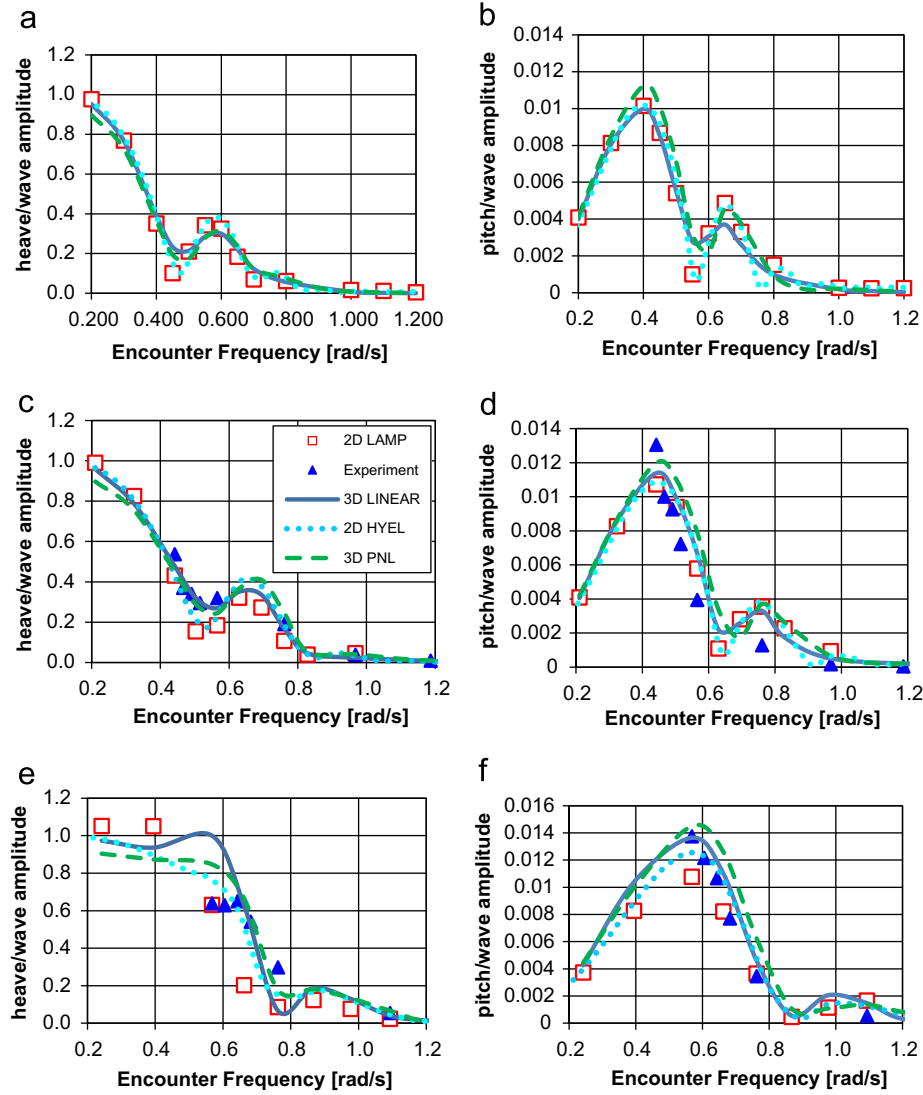 a
heave/wave amplitude
1.2
1.0
0.8
0.6
0.4
0.2
0.0
0.200 0.400 0.600 0.800 1.000 1.200
Encounter Frequency [rad/s]
b
pitch/wave amplitude
0.014
0.012
0.01
0.008
0.006
0.004
0.002
0
0.2 0.4 0.6 0.8 1.0 1.2
Encounter Frequency [rad/s]
c
heave/wave amplitude
1.2
1.0
0.8
0.6
0.4
0.2
0.0
0.2 0.4 0.6 0.8 1.0 1.2
Encounter Frequency [rad/s]
2D LAMP
Experiment
3D LINEAR
2D HYEL
3D PNL
d
pitch/wave amplitude
0.014
0.012
0.01
0.008
0.006
0.004
0.002
0
0.2 0.4 0.6 0.8 1.0 1.2
Encounter Frequency [rad/s]
e
heave/wave amplitude
1.2
1.0
0.8
0.6
0.4
0.2
0
0.2 0.4 0.6 0.8 1.0 1.2
Encounter Frequency [rad/s]
f
pitch/wave amplitude
0.016
0.014
0.012
0.01
0.008
0.006
0.004
0.002
0
0.2 0.4 0.6 0.8 1.0 1.2
Encounter Frequency [rad/s]